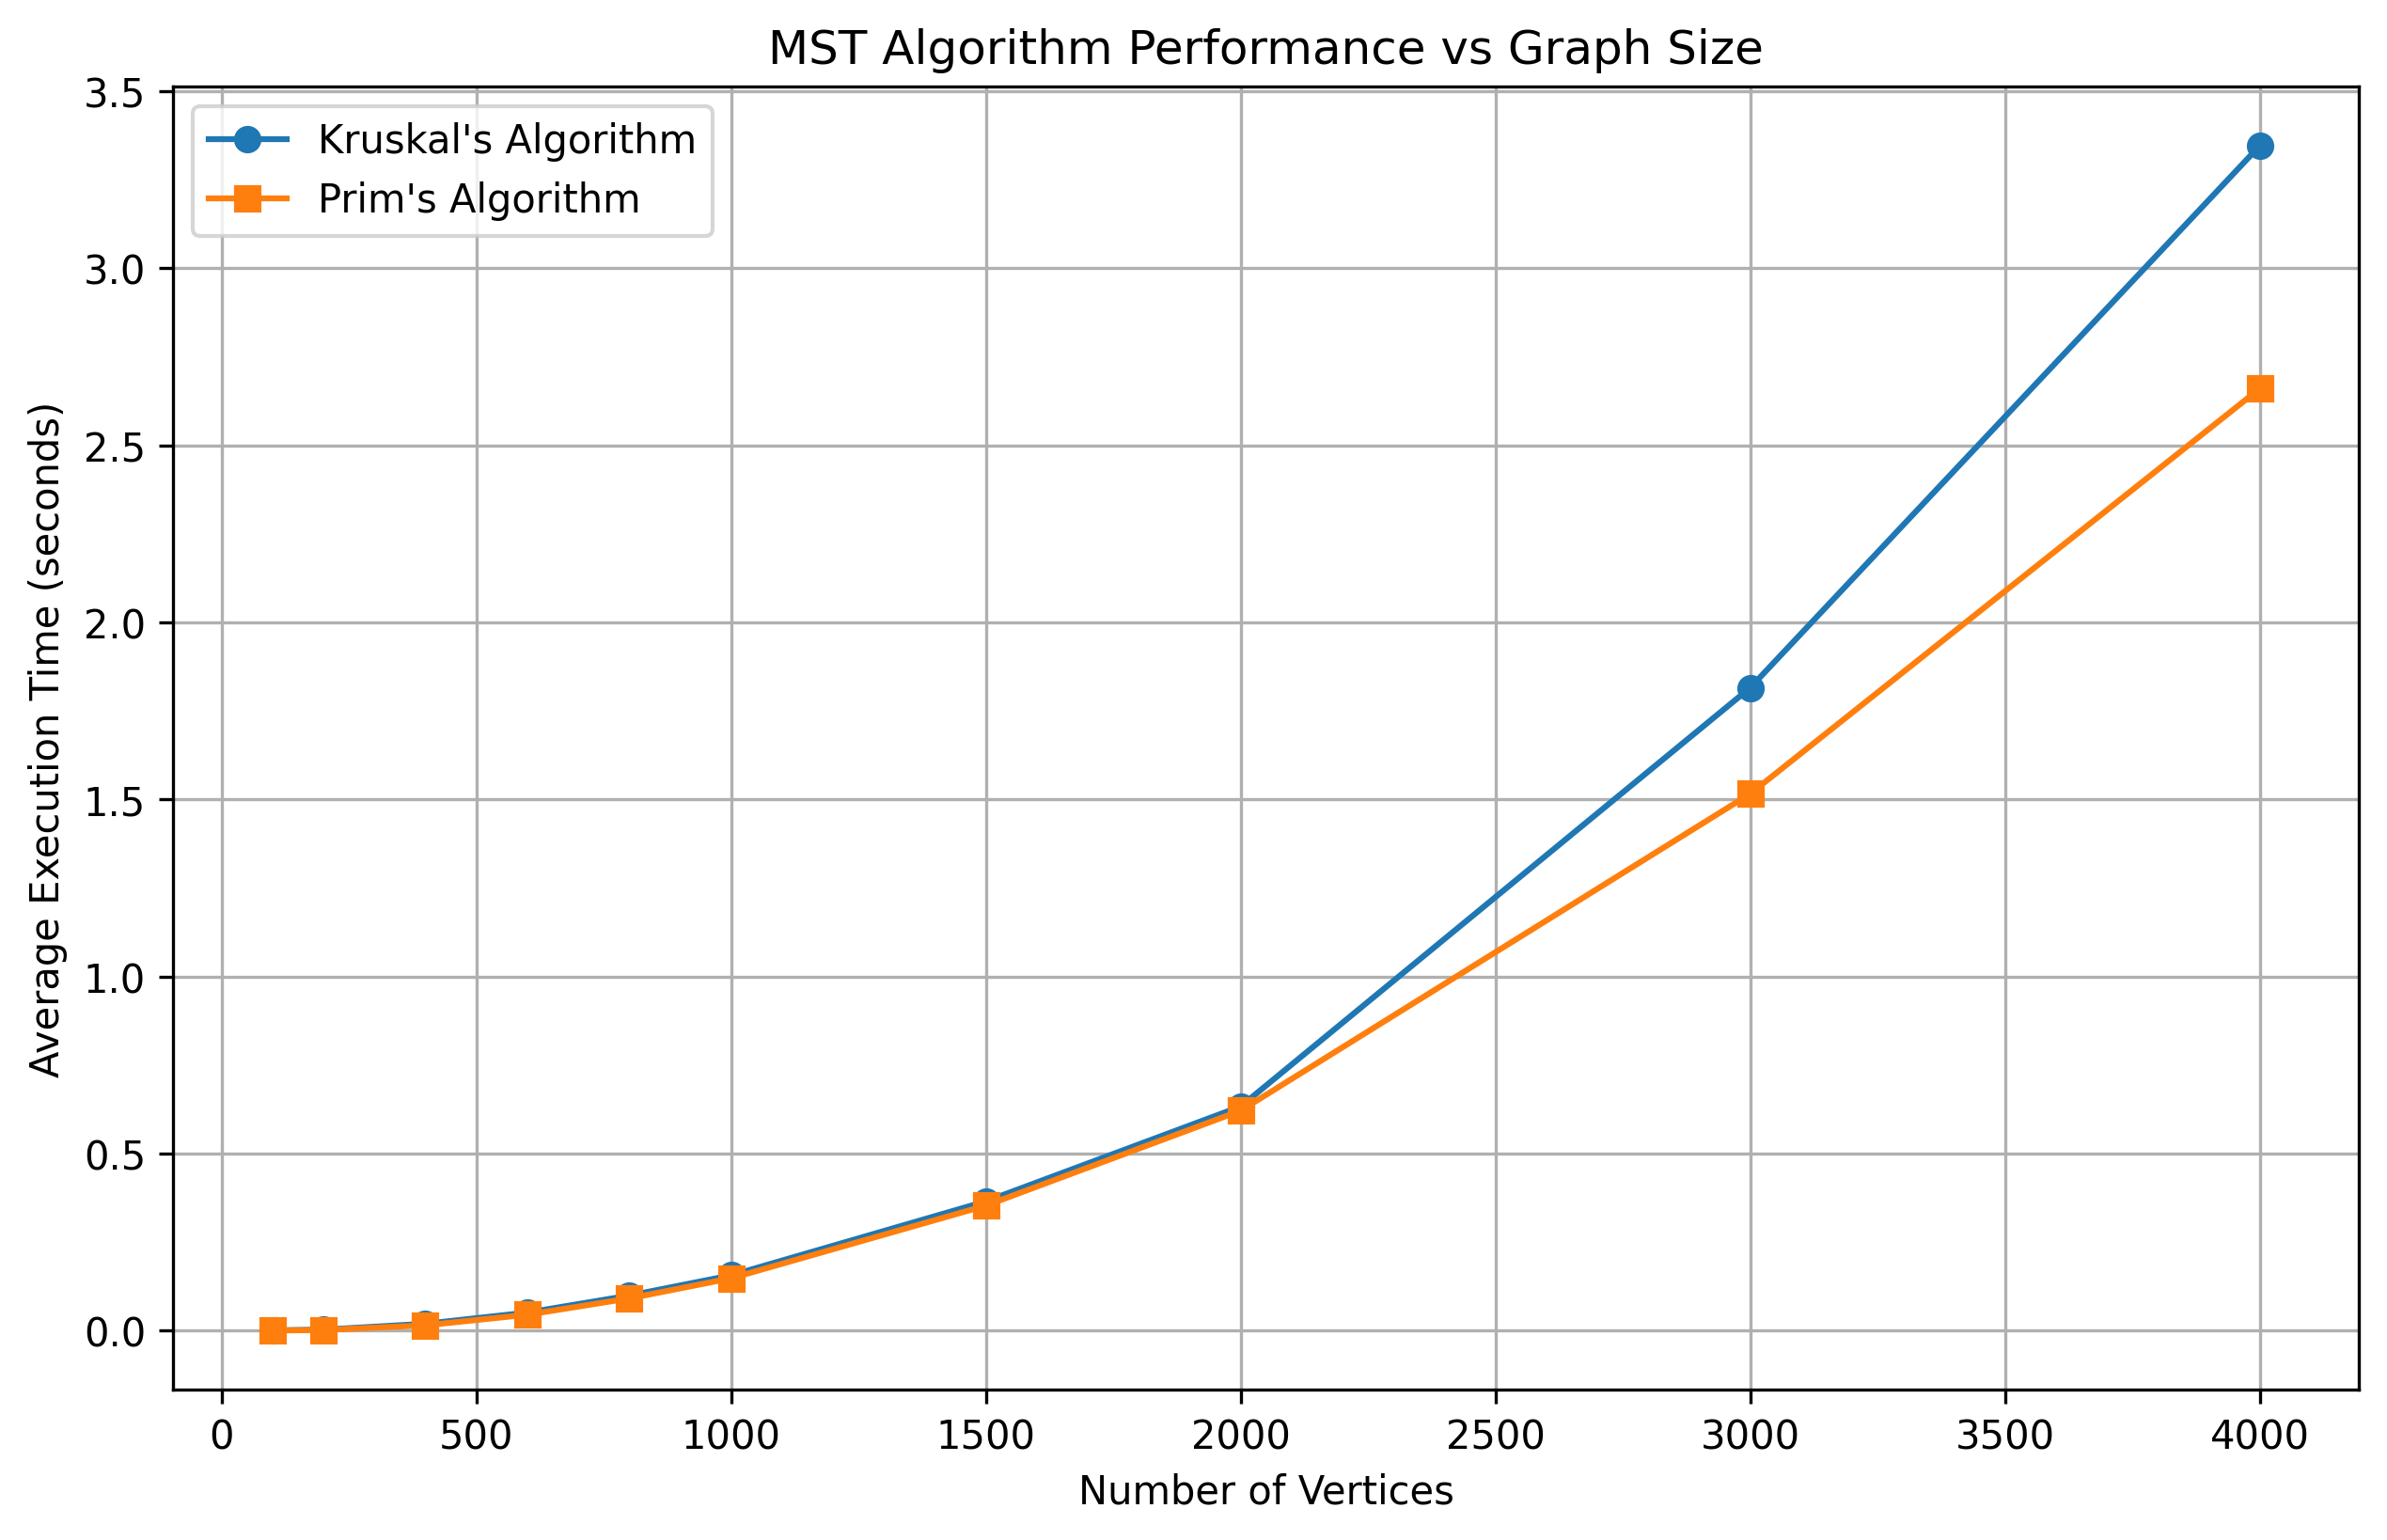 MST Algorithm Performance vs Graph Size
Kruskal's Algorithm
Prim's Algorithm
3.5
3.0
2.5
2.0
1.5
1.0
0.5
0.0
Average Execution Time (seconds)
0 500 1000 1500 2000 2500 3000 3500 4000
Number of Vertices